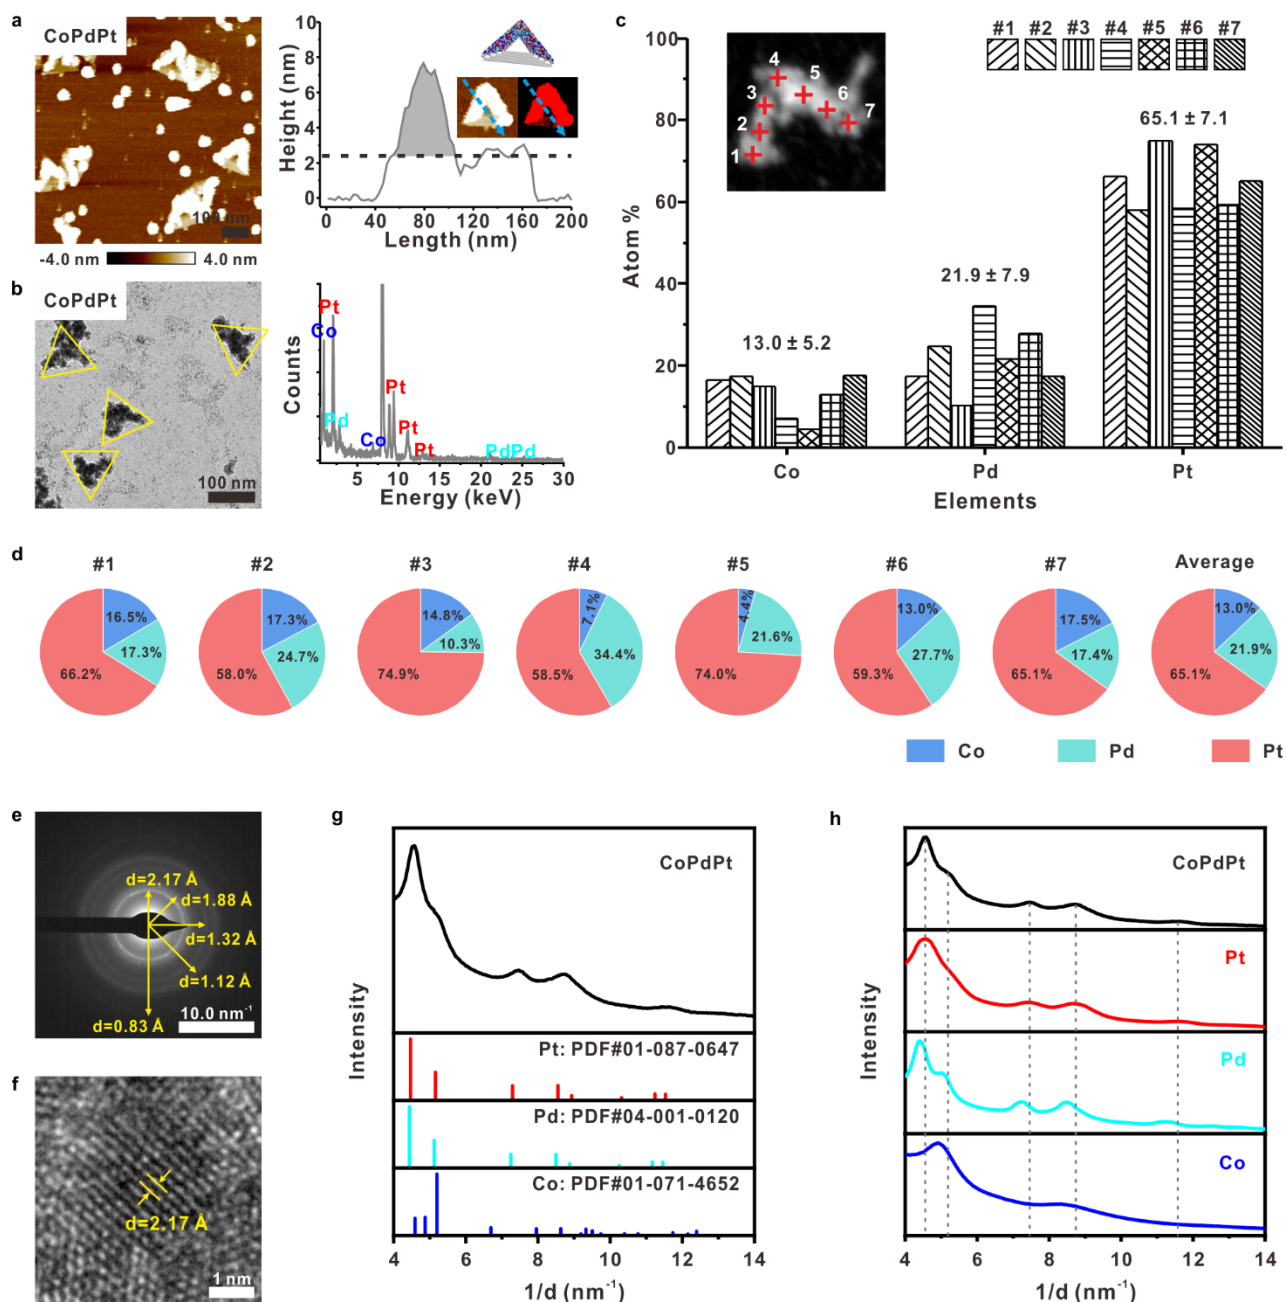 a
CoPdPt
100 nm
-4.0 nm
4.0 nm
Height (nm)
10
8
6
4
2
0
0
40
80
120
160
200
Length (nm)
b
CoPdPt
100 nm
Counts
Pt
Co
Pd
Co
Pt
Pt
Pt
PdPd
5
10
15
20
25
30
Energy (keV)
c
#1 #2 #3 #4 #5 #6 #7
Atom %
100
80
60
40
20
0
1
2
3
4
5
6
7
13.0 ± 5.2
21.9 ± 7.9
65.1 ± 7.1
Co
Pd
Pt
Elements
d
#1
16.5%
17.3%
66.2%
#2
17.3%
24.7%
58.0%
#3
14.8%
10.3%
74.9%
#4
7.1%
34.4%
58.5%
#5
4.4%
21.6%
74.0%
#6
13.0%
27.7%
59.3%
#7
17.5%
17.4%
65.1%
Average
13.0%
21.9%
65.1%
Co
Pd
Pt
e
d=2.17 Å
d=1.88 Å
d=1.32 Å
d=1.12 Å
d=0.83 Å
10.0 nm⁻¹
f
d=2.17 Å
1 nm
g
CoPdPt
Intensity
Pt: PDF#01-087-0647
Pd: PDF#04-001-0120
Co: PDF#01-071-4652
4
6
8
10
12
14
1/d (nm⁻¹)
h
CoPdPt
Pt
Pd
Co
Intensity
4
6
8
10
12
14
1/d (nm⁻¹)